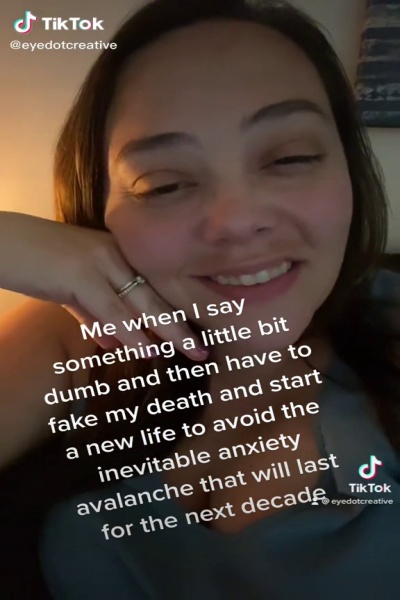 TikTok
@eyedotcreative
Me when I say
something a little bit
dumb and then have to
fake my death and start
a new life to avoid the
inevitable anxiety
avalanche that will last
for the next decade
TikTok
@eyedotcreative